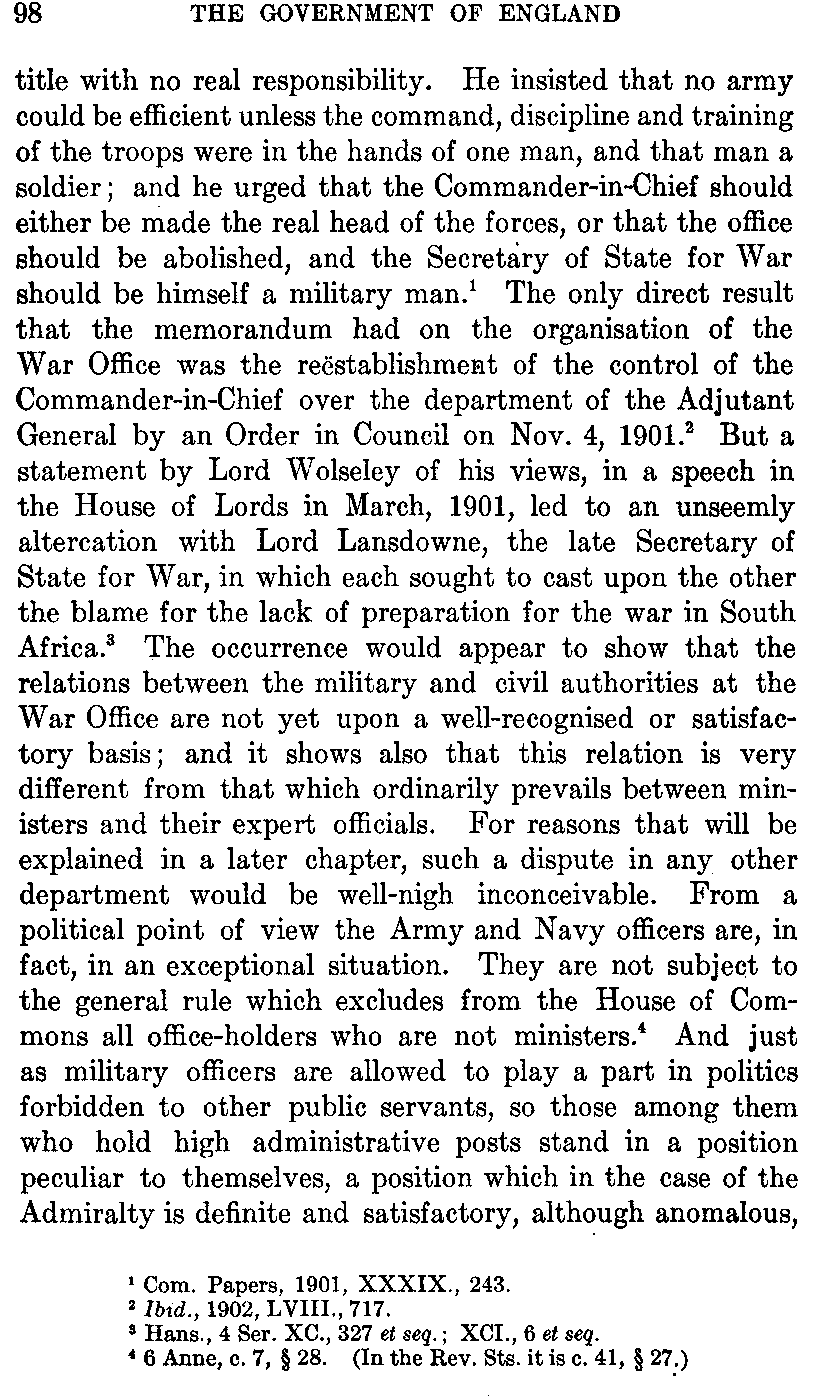 98 THE GOVERNMENT OF ENGLAND
title with no real responsibility. He insisted that no army
could be efficient unless the command, discipline and training
of the troops were in the hands of one man, and that man a
soldier; and he urged that the Commander-in-Chief should
either be made the real head of the forces, or that the office
should be abolished, and the Secretary of State for War
should be himself a military man.¹ The only direct result
that the memorandum had on the organisation of the
War Office was the reëstablishment of the control of the
Commander-in-Chief over the department of the Adjutant
General by an Order in Council on Nov. 4, 1901.² But a
statement by Lord Wolseley of his views, in a speech in
the House of Lords in March, 1901, led to an unseemly
altercation with Lord Lansdowne, the late Secretary of
State for War, in which each sought to cast upon the other
the blame for the lack of preparation for the war in South
Africa.³ The occurrence would appear to show that the
relations between the military and civil authorities at the
War Office are not yet upon a well-recognised or satisfac-
tory basis; and it shows also that this relation is very
different from that which ordinarily prevails between min-
isters and their expert officials. For reasons that will be
explained in a later chapter, such a dispute in any other
department would be well-nigh inconceivable. From a
political point of view the Army and Navy officers are, in
fact, in an exceptional situation. They are not subject to
the general rule which excludes from the House of Com-
mons all office-holders who are not ministers.⁴ And just
as military officers are allowed to play a part in politics
forbidden to other public servants, so those among them
who hold high administrative posts stand in a position
peculiar to themselves, a position which in the case of the
Admiralty is definite and satisfactory, although anomalous,
¹ Com. Papers, 1901, XXXIX., 243.
² Ibid., 1902, LVIII., 717.
³ Hans., 4 Ser. XC., 327 et seq.; XCI., 6 et seq.
⁴ 6 Anne, c. 7, § 28. (In the Rev. Sts. it is c. 41, § 27.)